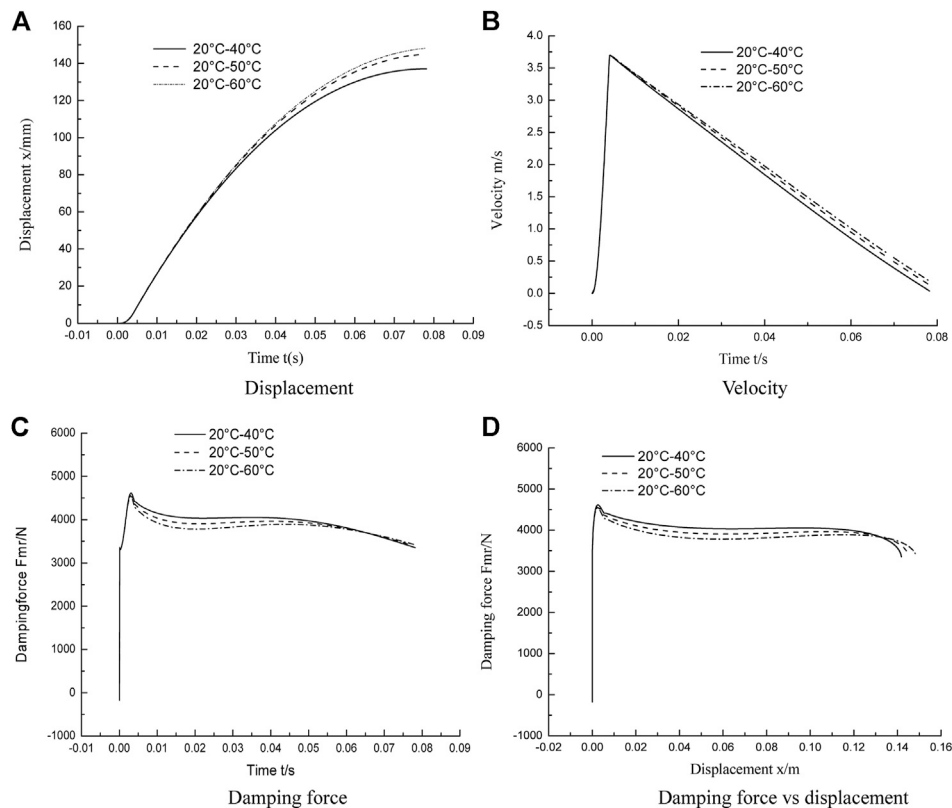 A
160
140
120
100
80
60
40
20
0
Displacement x/mm
20°C-40°C
20°C-50°C
20°C-60°C
-0.01 0.00 0.01 0.02 0.03 0.04 0.05 0.06 0.07 0.08 0.09
Time t(s)
Displacement
B
4.0
3.5
3.0
2.5
2.0
1.5
1.0
0.5
0.0
-0.5
Velocity m/s
20°C-40°C
20°C-50°C
20°C-60°C
0.00 0.02 0.04 0.06 0.08
Time t/s
Velocity
C
6000
5000
4000
3000
2000
1000
0
-1000
Dampingforce Fmr/N
20°C-40°C
20°C-50°C
20°C-60°C
-0.01 0.00 0.01 0.02 0.03 0.04 0.05 0.06 0.07 0.08 0.09
Time t/s
Damping force
D
6000
5000
4000
3000
2000
1000
0
-1000
Damping force Fmr/N
20°C-40°C
20°C-50°C
20°C-60°C
-0.02 0.00 0.02 0.04 0.06 0.08 0.10 0.12 0.14 0.16
Displacement x/m
Damping force vs displacement